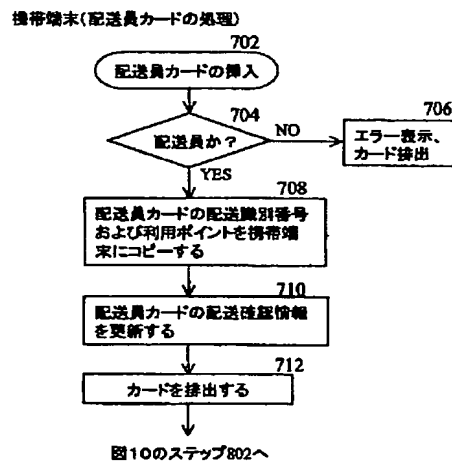 携帯端末(配送員カードの処理)
702
配送員カードの挿入
704
配送員か?
NO
706
エラー表示、
カード排出
YES
708
配送員カードの配送識別番号
および利用ポイントを携帯端
末にコピーする
710
配送員カードの配送確認情報
を更新する
712
カードを排出する
図10のステップ802へ